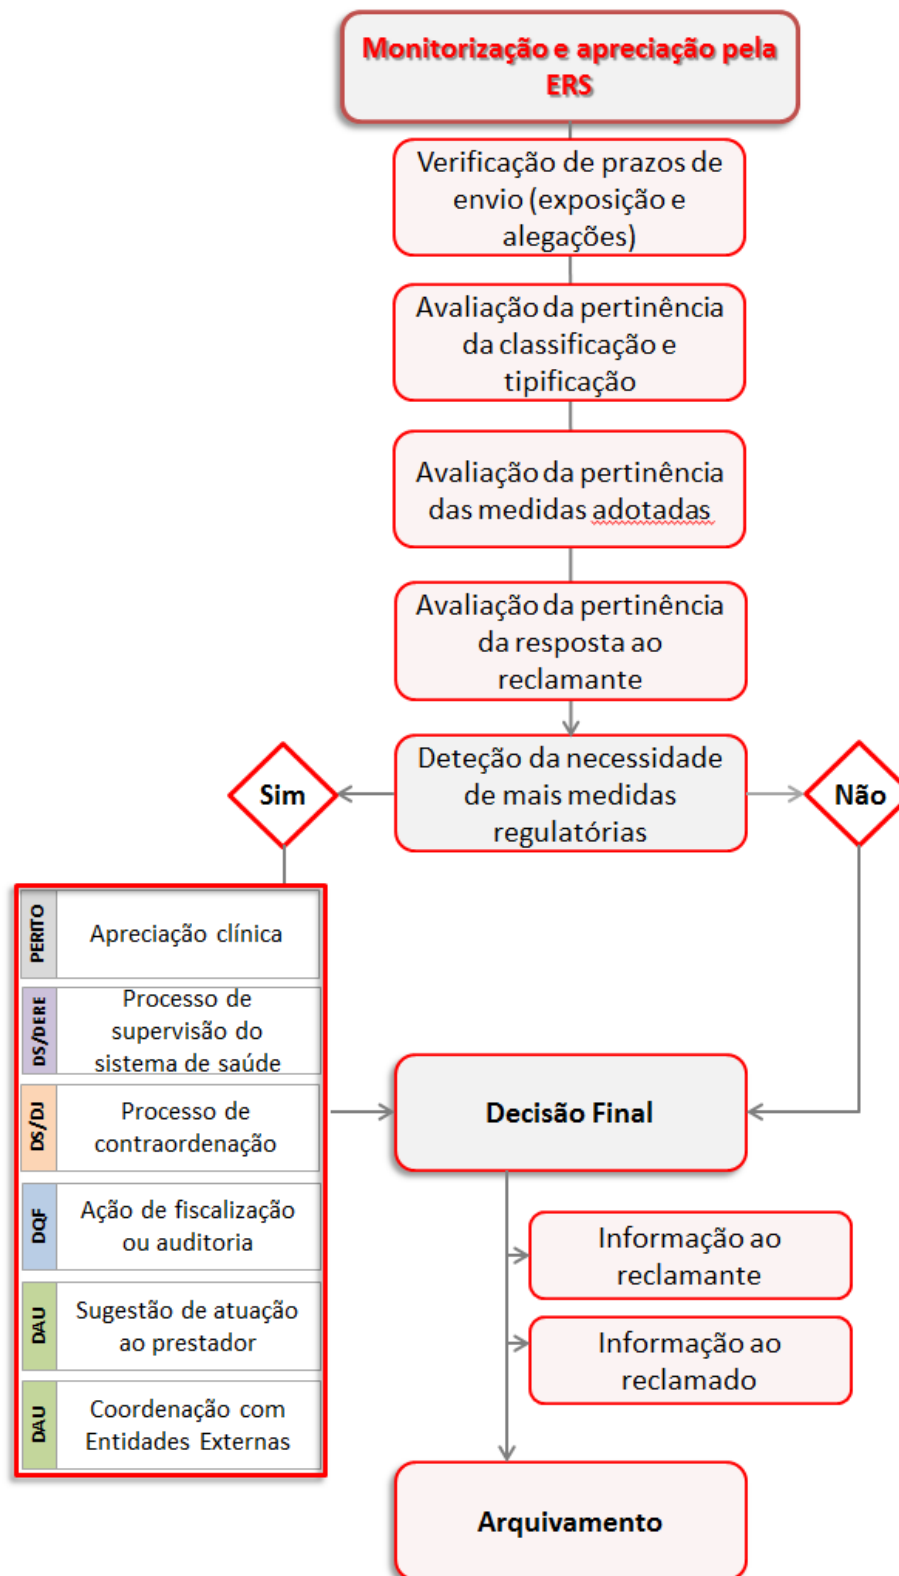 Monitorização e apreciação pela
ERS
Verificação de prazos de
envio (exposição e
alegações)
Avaliação da pertinência
da classificação e
tipificação
Avaliação da pertinência
das medidas adotadas
Avaliação da pertinência
da resposta ao
reclamante
Deteção da necessidade
de mais medidas
regulatórias
Sim
Não
PERITO
Apreciação clínica
DS/DERE
Processo de
supervisão do
sistema de saúde
DS/DJ
Processo de
contraordenação
DQF
Ação de fiscalização
ou auditoria
DAU
Sugestão de atuação
ao prestador
DAU
Coordenação com
Entidades Externas
Decisão Final
Informação ao
reclamante
Informação ao
reclamado
Arquivamento